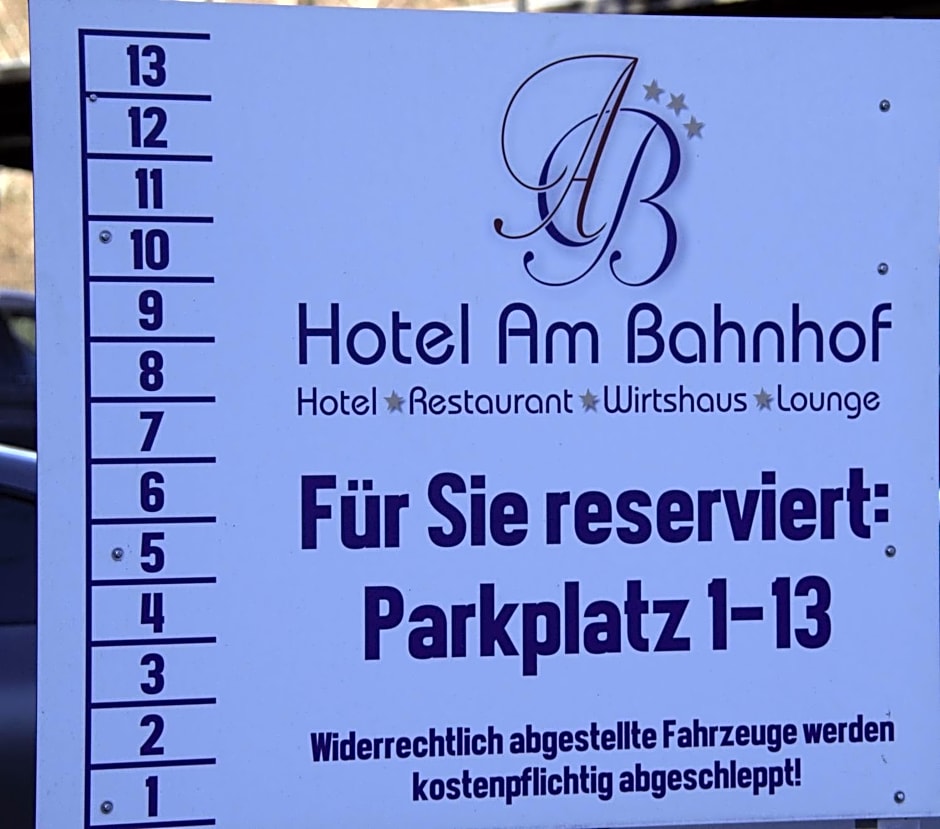 13
12
11
10
9
8
7
6
5
4
3
2
1
AB
Hotel Am Bahnhof
Hotel★Restaurant★Wirtshaus★Lounge
Für Sie reserviert:
Parkplatz 1-13
Widerrechtlich abgestellte Fahrzeuge werden
kostenpflichtig abgeschleppt!